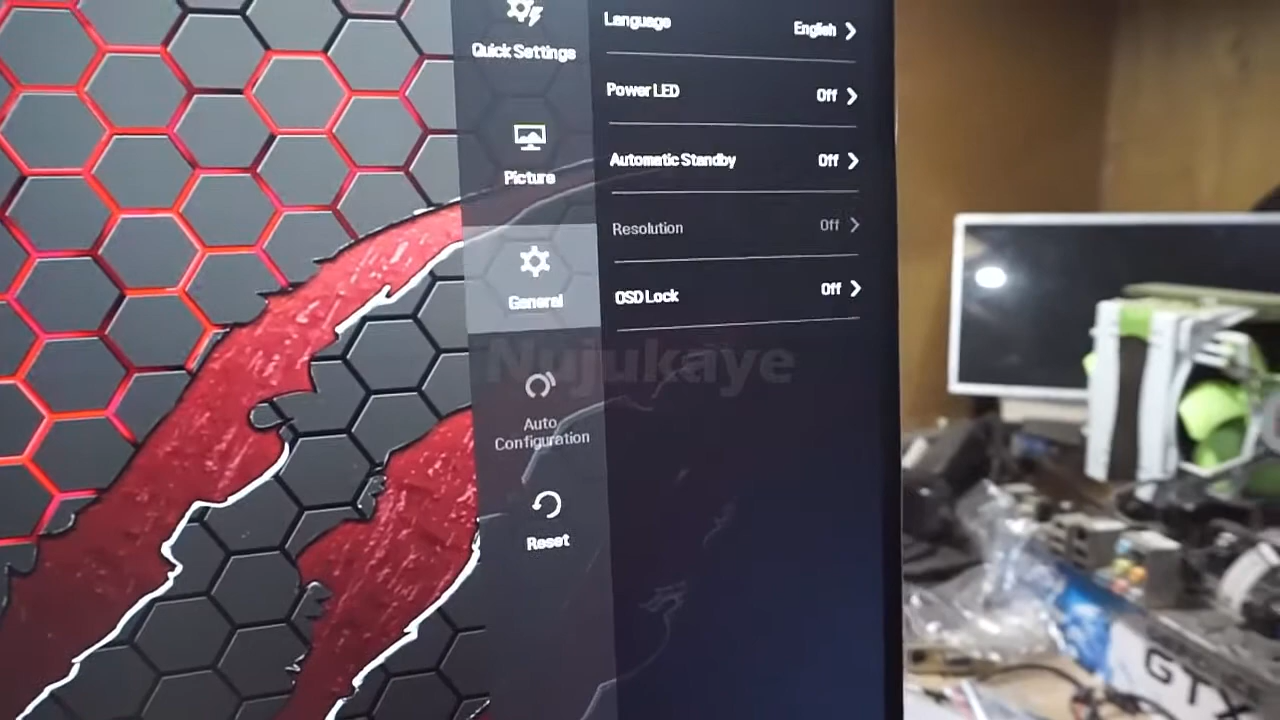 Quick Settings
Picture
General
Auto
Configuration
Reset
Language English
Power LED Off
Automatic Standby Off
Resolution Off
OSD Lock Off
Nujukaye
GTX